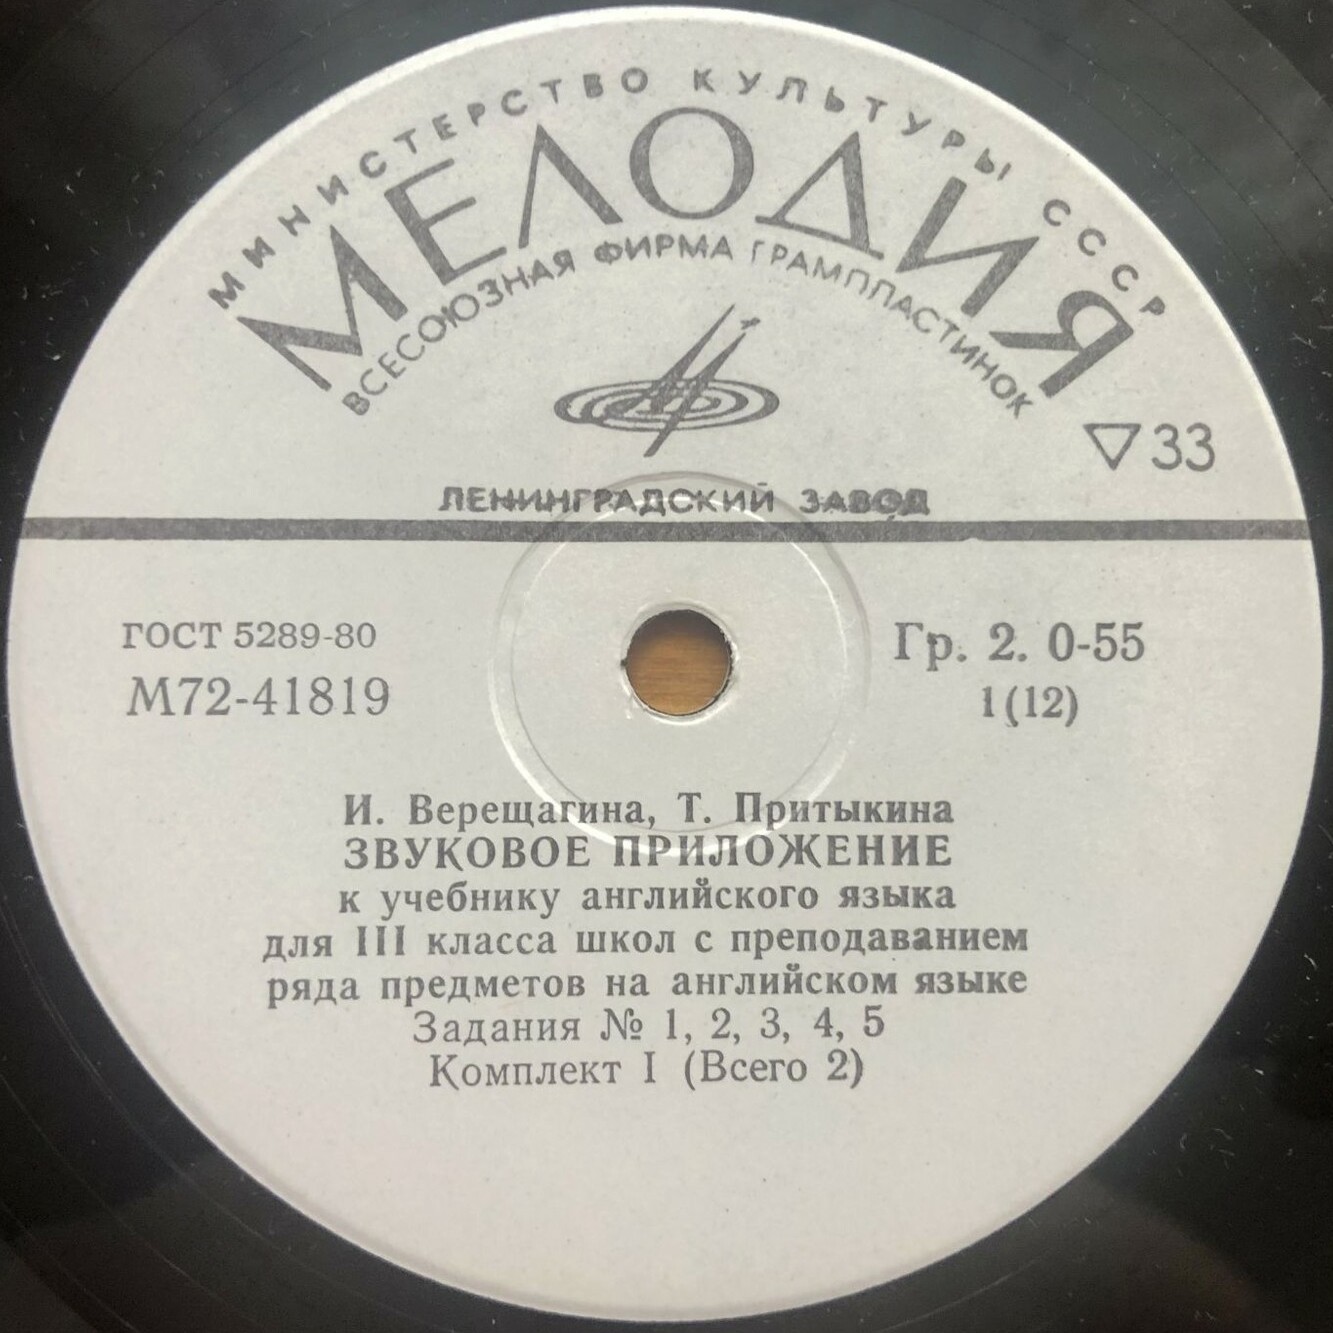 МИНИСТЕРСТВО КУЛЬТУРЫ СССР
МЕЛОДИЯ
ВСЕСОЮЗНАЯ ФИРМА ГРАМПЛАСТИНОК
▽33
ЛЕНИНГРАДСКИЙ ЗАВОД
ГОСТ 5289-80
Гр. 2. 0-55
М72-41819
1(12)
И. Верещагина, Т. Притыкина
ЗВУКОВОЕ ПРИЛОЖЕНИЕ
к учебнику английского языка
для III класса школ с преподаванием
ряда предметов на английском языке
Задания № 1, 2, 3, 4, 5
Комплект I (Всего 2)